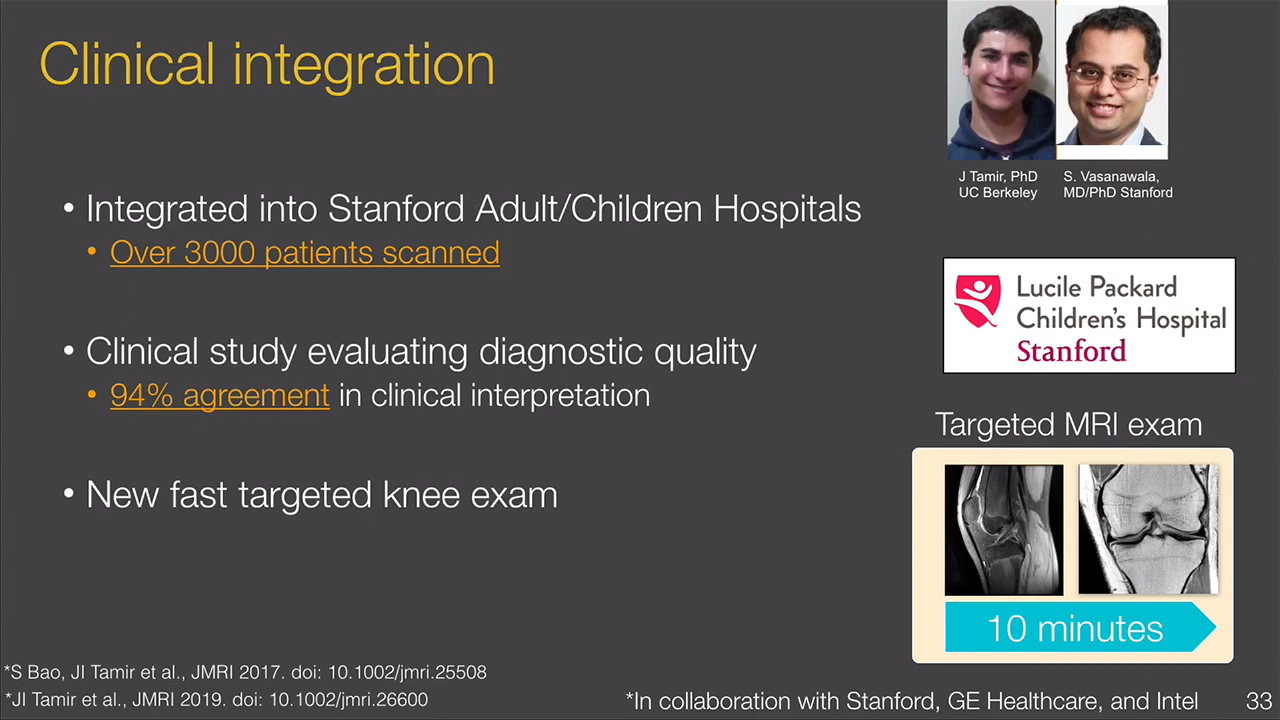 Clinical integration
J Tamir, PhD
UC Berkeley
S. Vasanawala,
MD/PhD Stanford
• Integrated into Stanford Adult/Children Hospitals
• Over 3000 patients scanned
• Clinical study evaluating diagnostic quality
• 94% agreement in clinical interpretation
• New fast targeted knee exam
Lucile Packard
Children's Hospital
Stanford
Targeted MRI exam
10 minutes
*S Bao, JI Tamir et al., JMRI 2017. doi: 10.1002/jmri.25508
*JI Tamir et al., JMRI 2019. doi: 10.1002/jmri.26600
*In collaboration with Stanford, GE Healthcare, and Intel
33